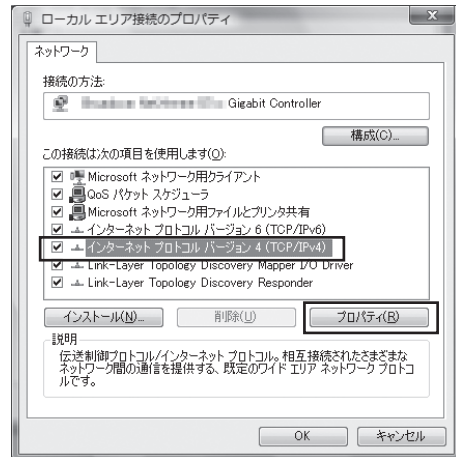 ローカル エリア接続のプロパティ
ネットワーク
接続の方法:
Gigabit Controller
構成(C)...
この接続は次の項目を使用します(O):
Microsoft ネットワーク用クライアント
QoS パケット スケジューラ
Microsoft ネットワーク用ファイルとプリンタ共有
インターネット プロトコル バージョン 6 (TCP/IPv6)
インターネット プロトコル バージョン 4 (TCP/IPv4)
Link-Layer Topology Discovery Mapper I/O Driver
Link-Layer Topology Discovery Responder
インストール(N)...
削除(U)
プロパティ(R)
説明
伝送制御プロトコル/インターネット プロトコル。相互接続されたさまざまな
ネットワーク間の通信を提供する、既定のワイド エリア ネットワーク プロトコ
ルです。
OK
キャンセル